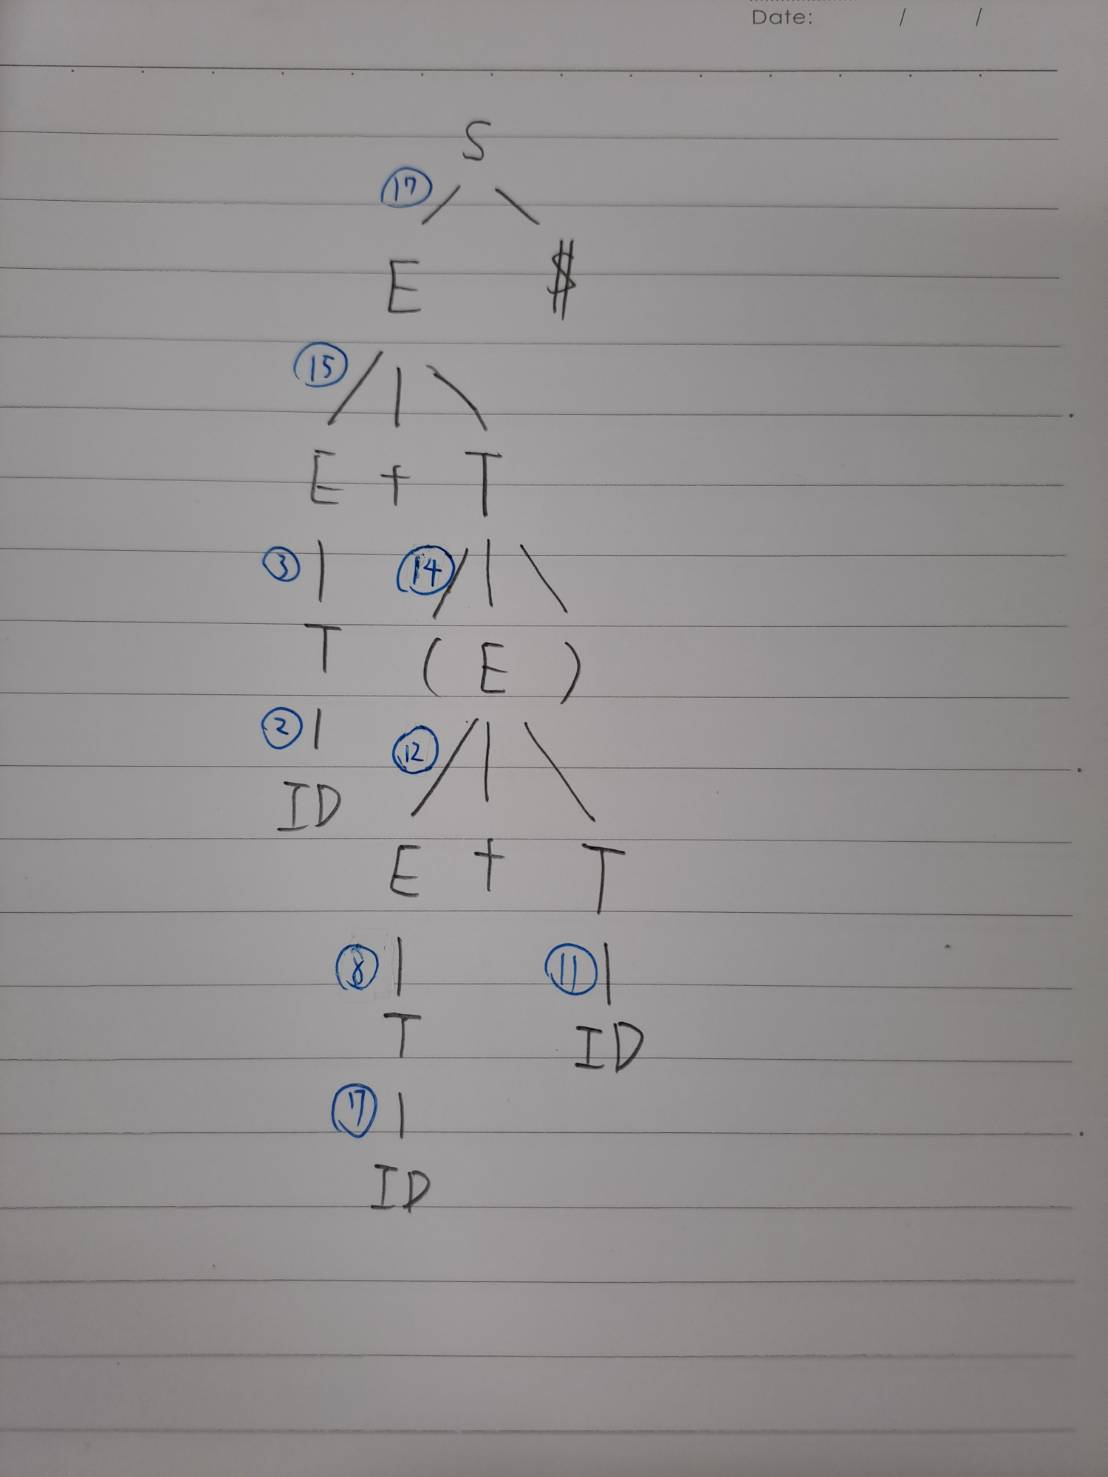 Date: / /
S
17
E $
15
E + T
3 14
T ( E )
2 12
ID
E + T
8 11
T ID
7
ID